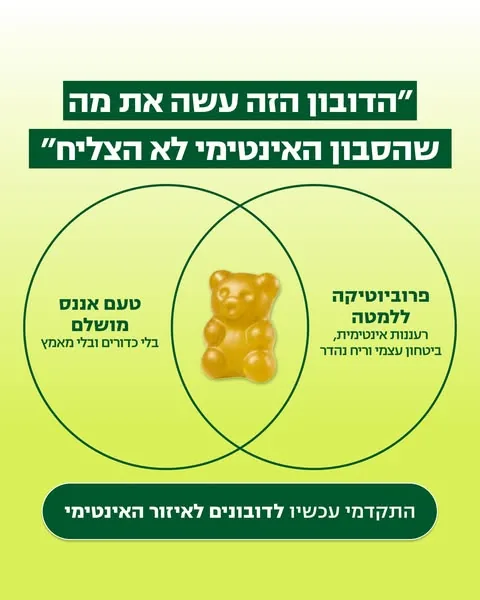 "הדובון הזה עשה את מה
שהסבון האינטימי לא הצליח"
פרוביוטיקה
ללמטה
רעננות אינטימית,
ביטחון עצמי וריח נהדר
טעם אננס
מושלם
בלי כדורים ובלי מאמץ
התקדמי עכשיו לדובונים לאיזור האינטימי